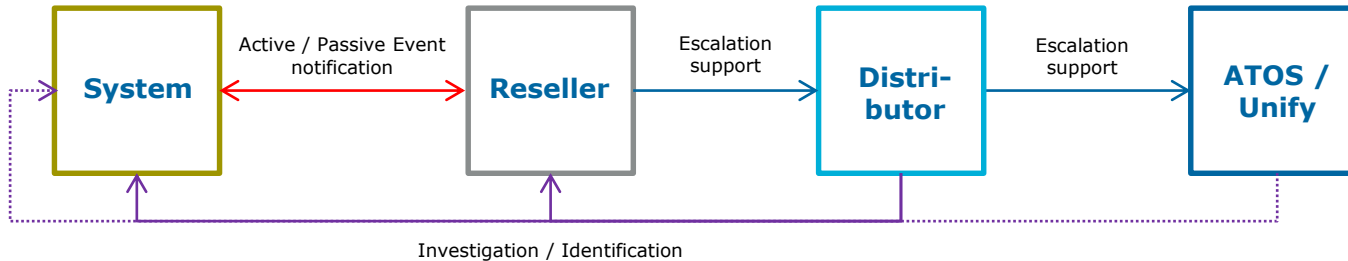 System
Active / Passive Event
notification
Reseller
Escalation
support
Distri-
butor
Escalation
support
ATOS /
Unify
Investigation / Identification